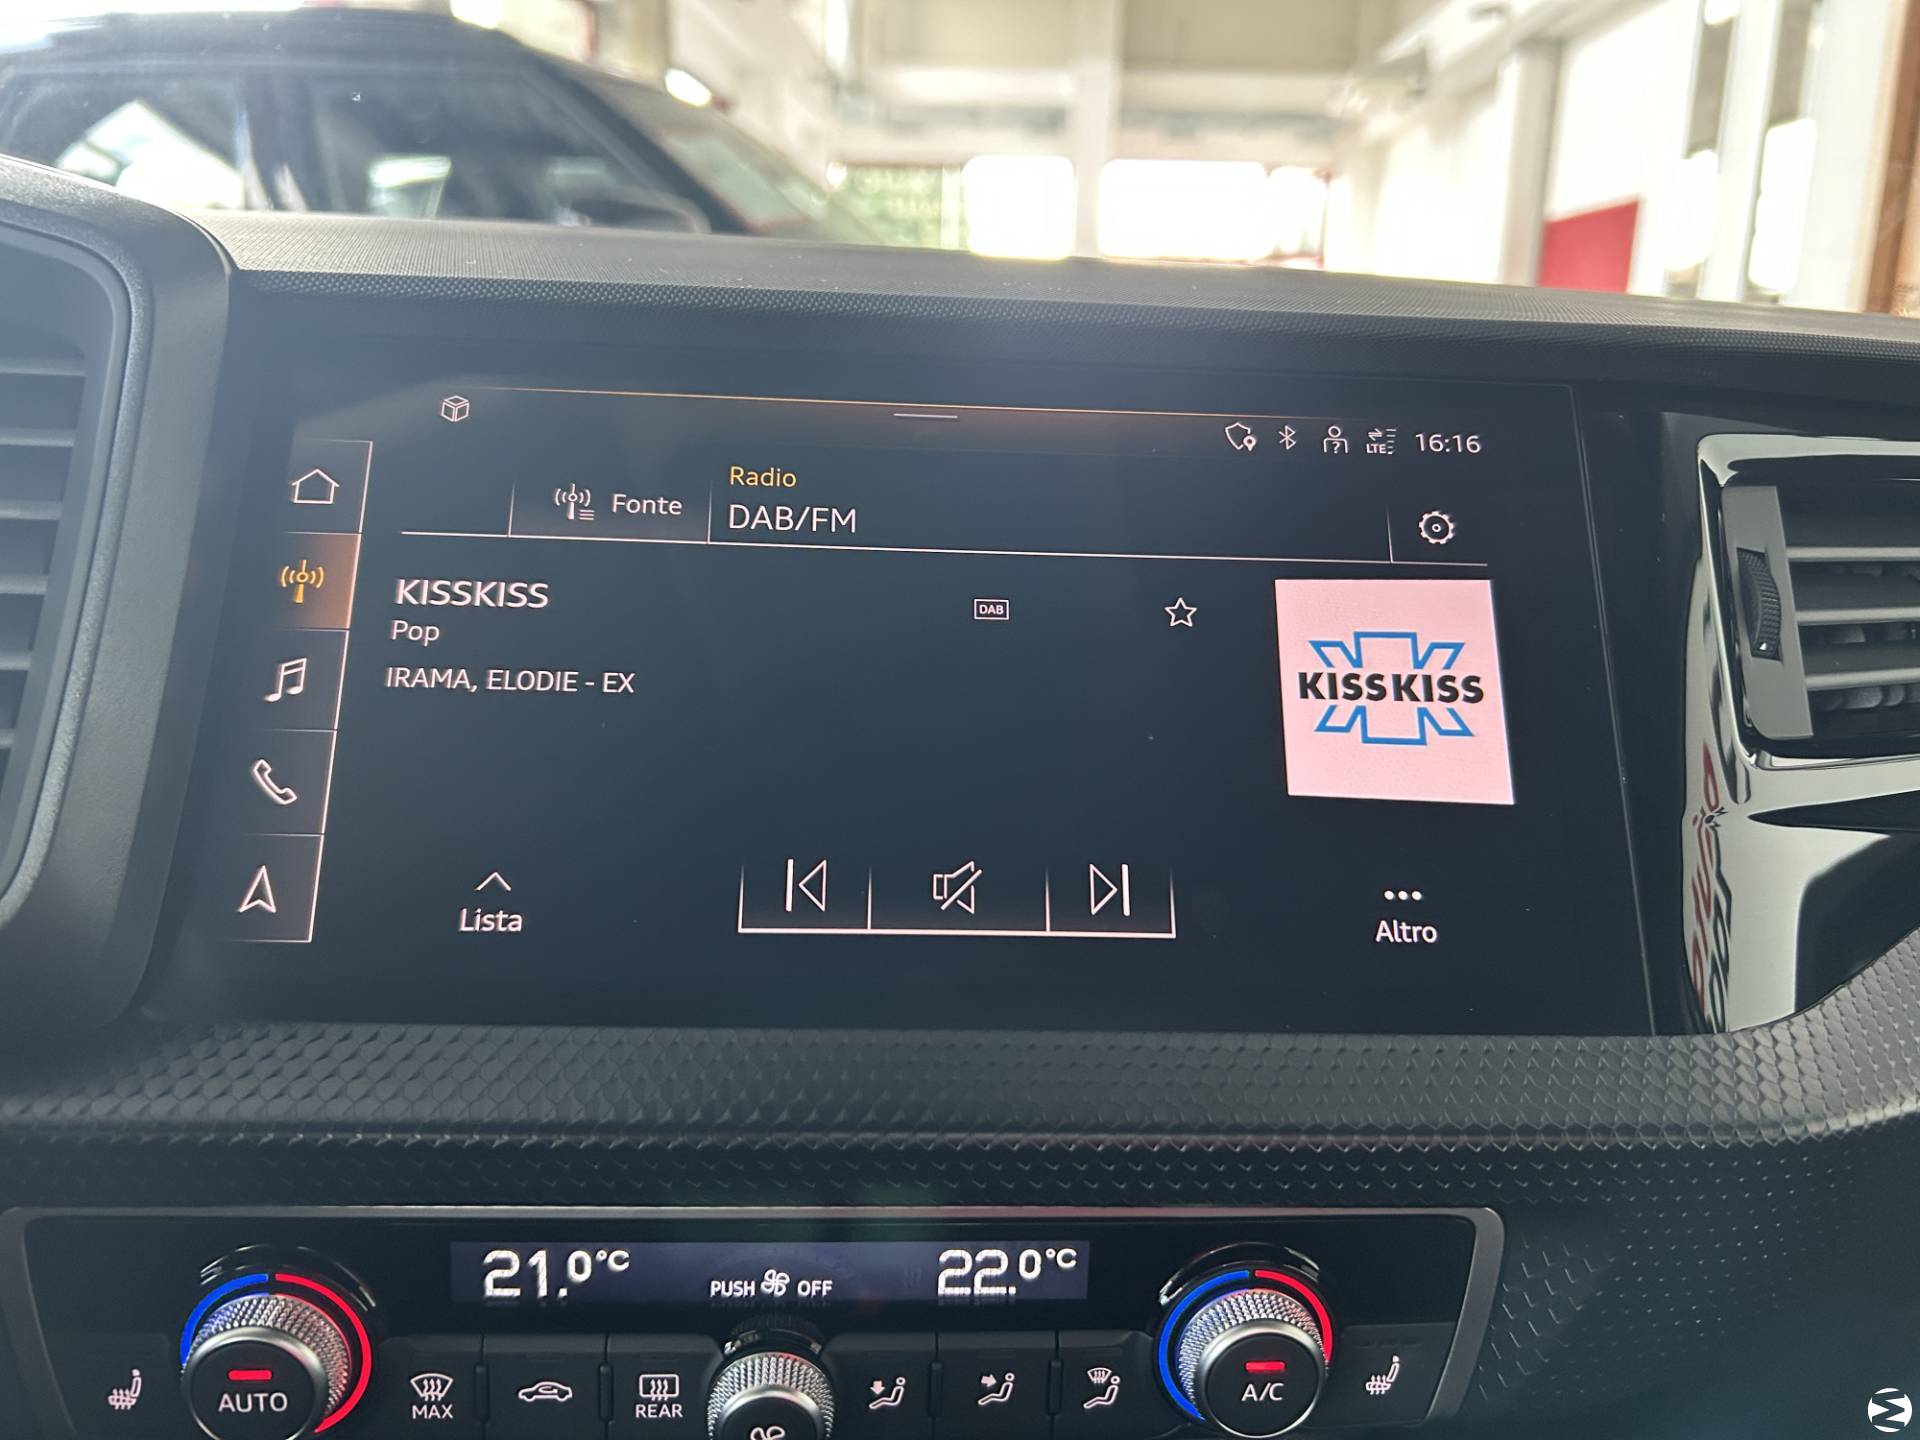 LTE
16:16
Radio
Fonte
DAB/FM
KISSKISS
DAB
Pop
IRAMA, ELODIE - EX
KISSKISS
Lista
Altro
21.0°C
PUSH OFF
22.0°C
AUTO
MAX
REAR
A/C